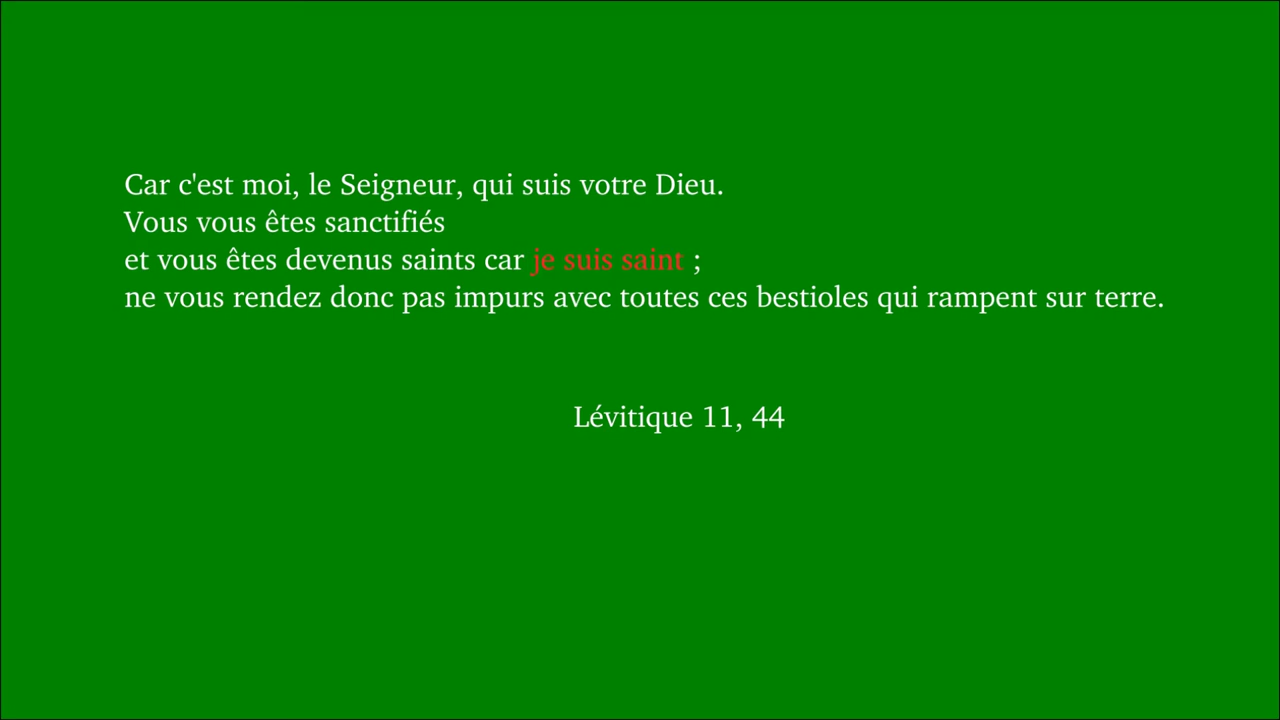 Car c'est moi, le Seigneur, qui suis votre Dieu.
Vous vous êtes sanctifiés
et vous êtes devenus saints car je suis saint ;
ne vous rendez donc pas impurs avec toutes ces bestioles qui rampent sur terre.
Lévitique 11, 44